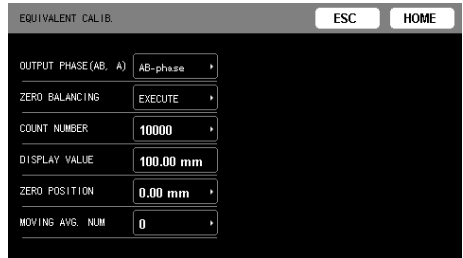 EQUIVALENT CALIB. ESC HOME
OUTPUT PHASE(AB, A) AB-phase
ZERO BALANCING EXECUTE
COUNT NUMBER 10000
DISPLAY VALUE 100.00 mm
ZERO POSITION 0.00 mm
MOVING AVG. NUM 0